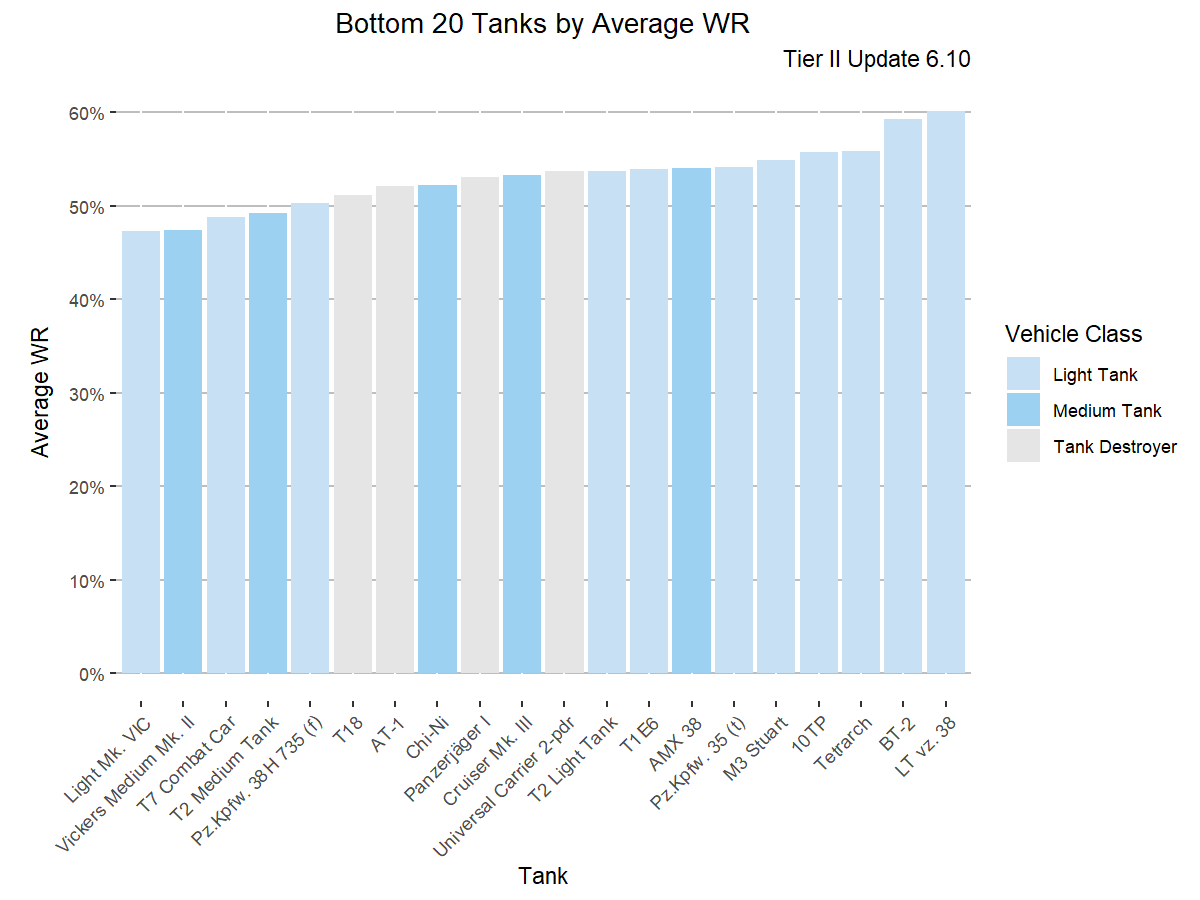 Bottom 20 Tanks by Average WR
Tier II Update 6.10
Average WR
60%
50%
40%
30%
20%
10%
0%
Light Mk. VIC
Vickers Medium Mk. II
T7 Combat Car
T2 Medium Tank
Pz.Kpfw. 38H 735 (f)
T18
AT-1
Chi-Ni
Panzerjäger I
Cruiser Mk. III
Universal Carrier 2-pdr
T2 Light Tank
T1E6
AMX 38
Pz.Kpfw. 35 (t)
M3 Stuart
10TP
Tetrarch
BT-2
LT vz. 38
Tank
Vehicle Class
Light Tank
Medium Tank
Tank Destroyer